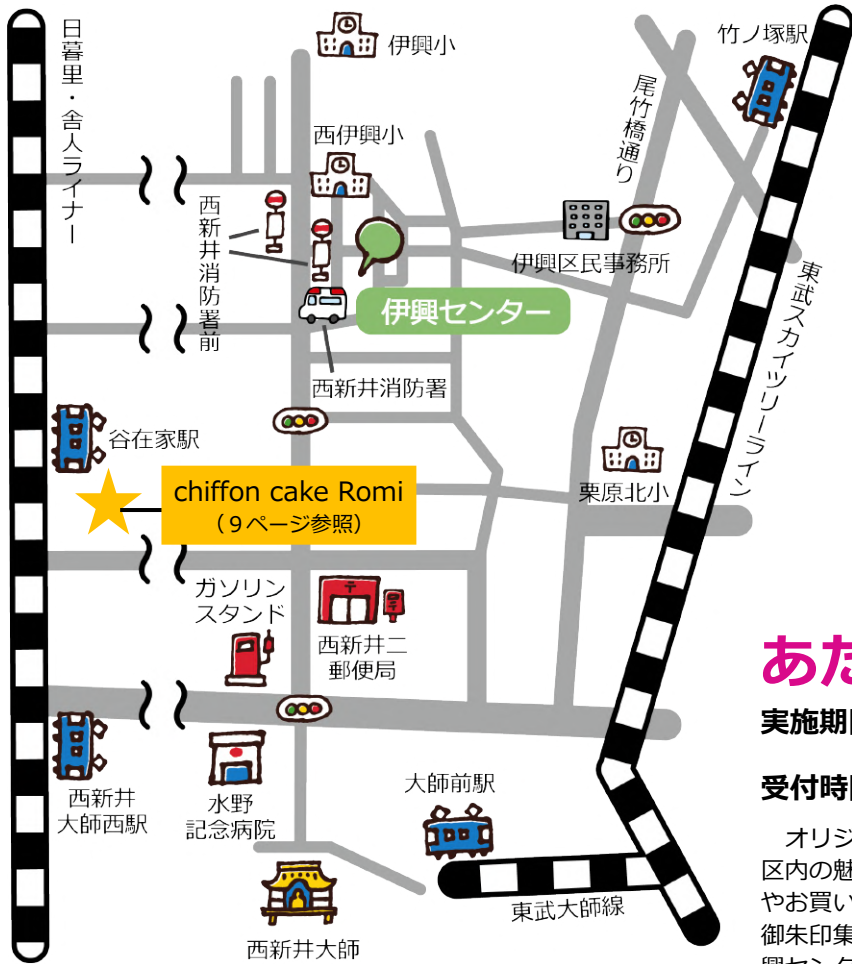 日暮里・舎人ライナー
伊興小
竹ノ塚駅
尾竹橋通り
西伊興小
西新井消防署前
伊興区民事務所
伊興センター
東武スカイツリーライン
西新井消防署
谷在家駅
chiffon cake Romi
（９ページ参照）
栗原北小
ガソリン
スタンド
西新井二
郵便局
西新井
大師西駅
水野
記念病院
大師前駅
東武大師線
西新井大師
あた
実施期
受付時
オリジ
区内の魅
やお買い
御朱印集
興センタ